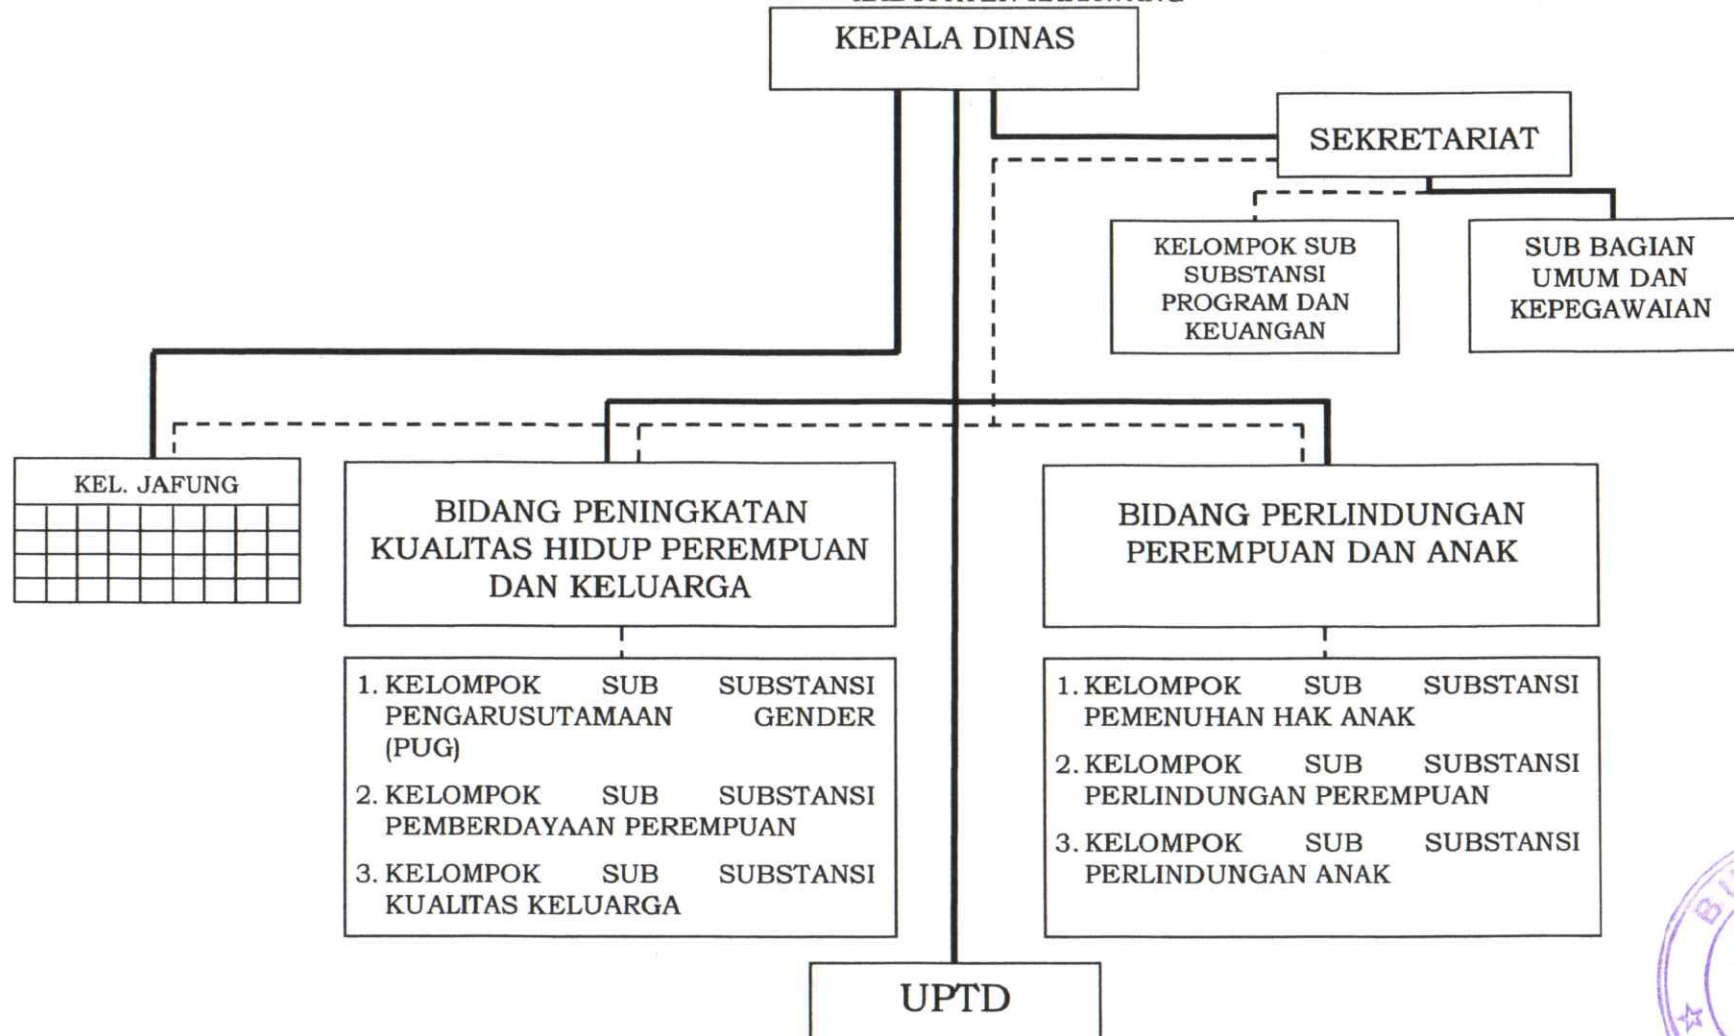 KEPALA DINAS
SEKRETARIAT
KELOMPOK SUB
SUBSTANSI
PROGRAM DAN
KEUANGAN
SUB BAGIAN
UMUM DAN
KEPEGAWAIAN
KEL. JAFUNG
BIDANG PENINGKATAN
KUALITAS HIDUP PEREMPUAN
DAN KELUARGA
BIDANG PERLINDUNGAN
PEREMPUAN DAN ANAK
1. KELOMPOK SUB SUBSTANSI
PENGARUSUTAMAAN GENDER
(PUG)
2. KELOMPOK SUB SUBSTANSI
PEMBERDAYAAN PEREMPUAN
3. KELOMPOK SUB SUBSTANSI
KUALITAS KELUARGA
1. KELOMPOK SUB SUBSTANSI
PEMENUHAN HAK ANAK
2. KELOMPOK SUB SUBSTANSI
PERLINDUNGAN PEREMPUAN
3. KELOMPOK SUB SUBSTANSI
PERLINDUNGAN ANAK
UPTD